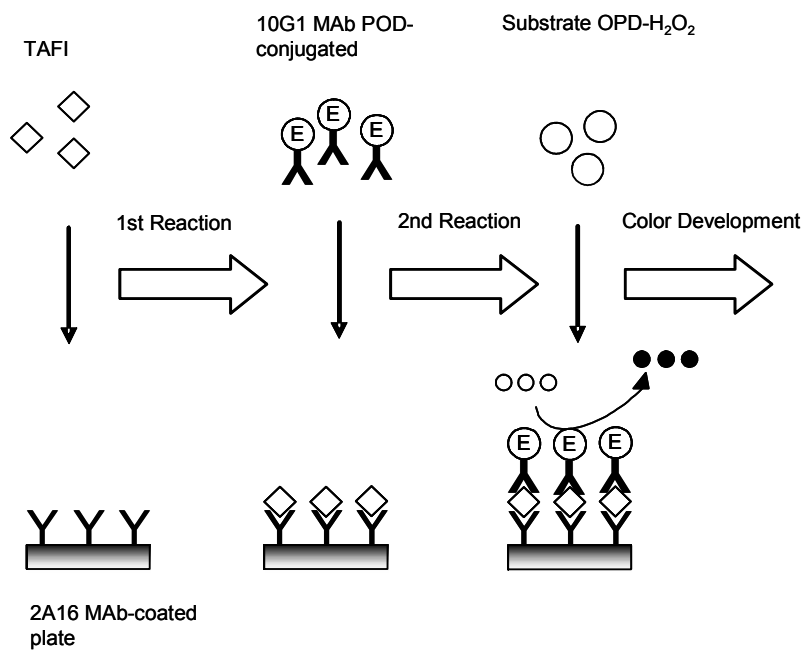 TAFI
10G1 MAb POD-
conjugated
Substrate OPD-H₂O₂
E
E
E
1st Reaction
2nd Reaction
Color Development
E
E
E
2A16 MAb-coated
plate